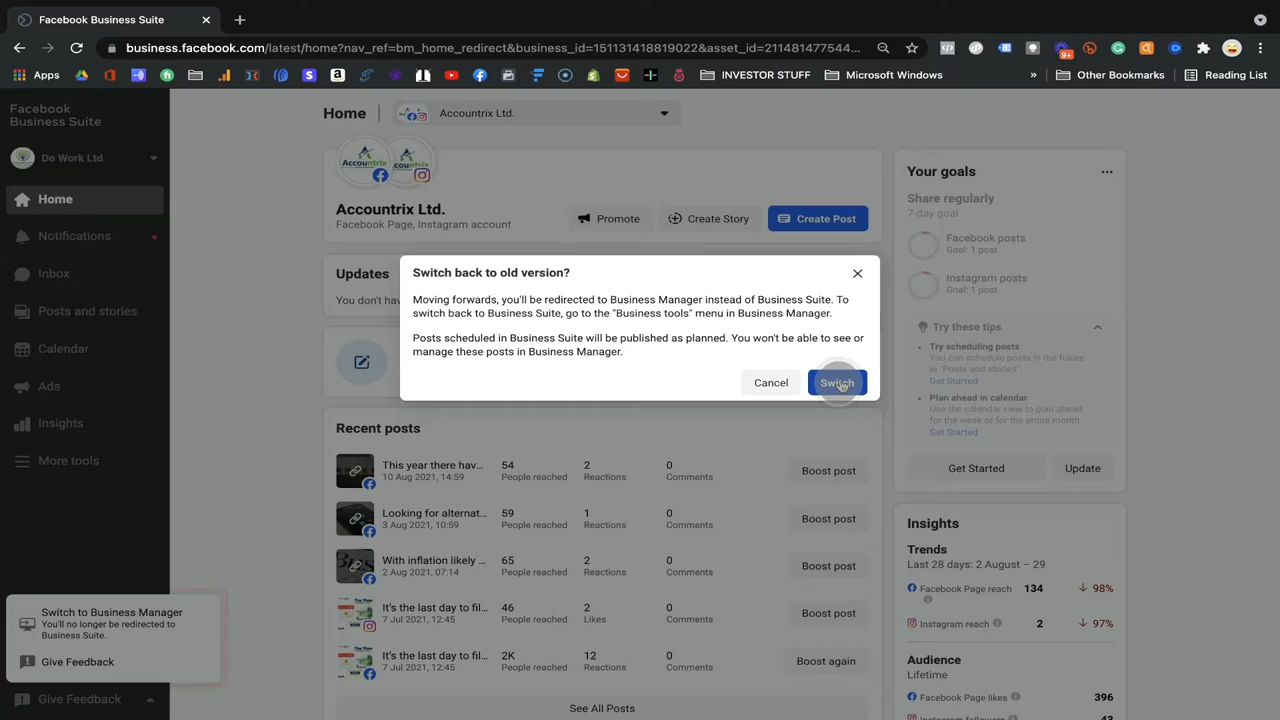 Facebook Business Suite
business.facebook.com/latest/home?nav_ref=bm_home_redirect&business_id=151131418819022&asset_id=211481477544...
Apps
INVESTOR STUFF
Microsoft Windows
»
Other Bookmarks
Reading List
9+
Facebook
Business Suite
Do Work Ltd
Home
Notifications
Inbox
Posts and stories
Calendar
Ads
Insights
More tools
Switch to Business Manager
You'll no longer be redirected to
Business Suite.
Give Feedback
Give Feedback
Home
Accountrix Ltd.
Accountrix
Accountrix Ltd.
Facebook Page, Instagram account
Promote
Create Story
Create Post
Updates
You don't hav
Switch back to old version?
Moving forwards, you'll be redirected to Business Manager instead of Business Suite. To
switch back to Business Suite, go to the "Business tools" menu in Business Manager.
Posts scheduled in Business Suite will be published as planned. You won't be able to see or
manage these posts in Business Manager.
Cancel
Switch
Recent posts
This year there hav...
10 Aug 2021, 14:59
54
People reached
2
Reactions
0
Comments
Boost post
Looking for alternat...
3 Aug 2021, 10:59
59
People reached
1
Reactions
0
Comments
Boost post
With inflation likely ...
2 Aug 2021, 07:14
65
People reached
2
Reactions
0
Comments
Boost post
It's the last day to fil...
7 Jul 2021, 12:45
46
People reached
2
Likes
0
Comments
Boost post
It's the last day to fil...
7 Jul 2021, 12:45
2K
People reached
12
Reactions
0
Comments
Boost again
See All Posts
Your goals
Share regularly
7-day goal
Facebook posts
Goal: 1 post
Instagram posts
Goal: 1 post
Try these tips
Try scheduling posts
You can schedule posts in the future
in "Posts and stories".
Get Started
Plan ahead in calendar
Use the calendar view to plan ahead
for the week or for the entire month.
Get Started
Get Started
Update
Insights
Trends
Last 28 days: 2 August – 29
Facebook Page reach
134
↓ 98%
Instagram reach
2
↓ 97%
Audience
Lifetime
Facebook Page likes
396
Instagram followers
43